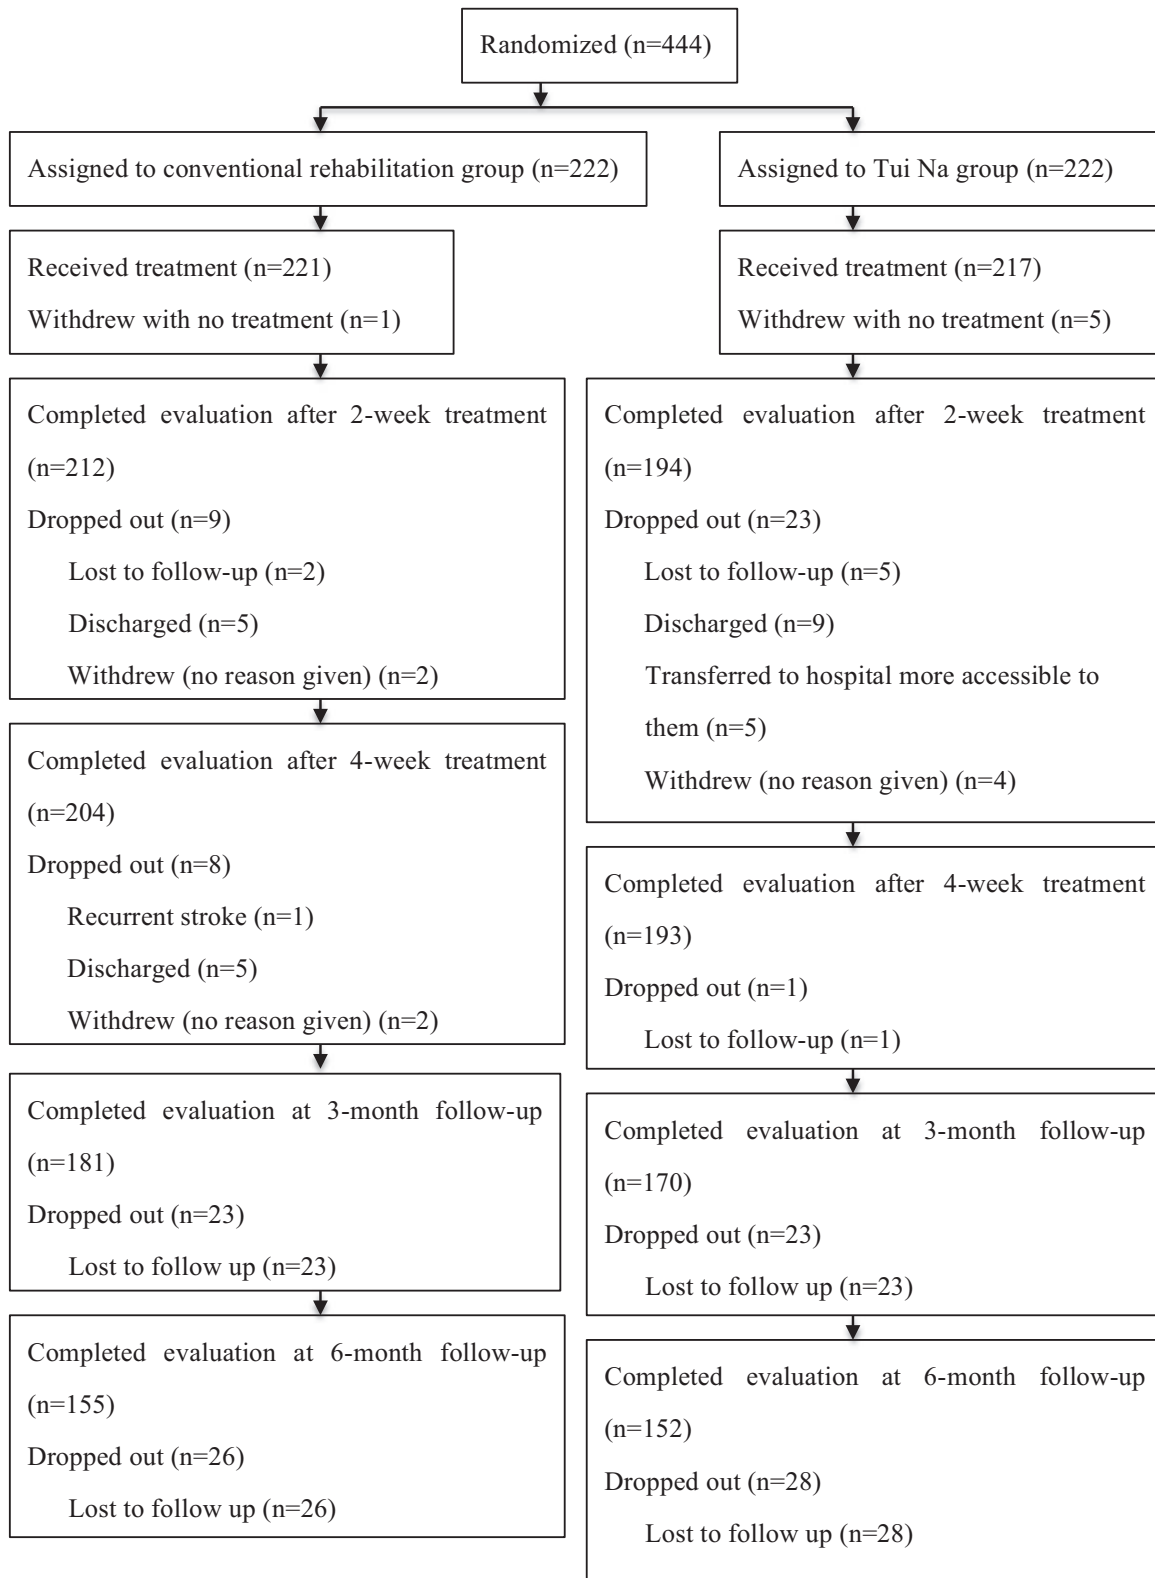 Randomized (n=444)
Assigned to conventional rehabilitation group (n=222)
Received treatment (n=221)
Withdrew with no treatment (n=1)
Completed evaluation after 2-week treatment
(n=212)
Dropped out (n=9)
Lost to follow-up (n=2)
Discharged (n=5)
Withdrew (no reason given) (n=2)
Completed evaluation after 4-week treatment
(n=204)
Dropped out (n=8)
Recurrent stroke (n=1)
Discharged (n=5)
Withdrew (no reason given) (n=2)
Completed evaluation at 3-month follow-up
(n=181)
Dropped out (n=23)
Lost to follow up (n=23)
Completed evaluation at 6-month follow-up
(n=155)
Dropped out (n=26)
Lost to follow up (n=26)
Assigned to Tui Na group (n=222)
Received treatment (n=217)
Withdrew with no treatment (n=5)
Completed evaluation after 2-week treatment
(n=194)
Dropped out (n=23)
Lost to follow-up (n=5)
Discharged (n=9)
Transferred to hospital more accessible to
them (n=5)
Withdrew (no reason given) (n=4)
Completed evaluation after 4-week treatment
(n=193)
Dropped out (n=1)
Lost to follow-up (n=1)
Completed evaluation at 3-month follow-up
(n=170)
Dropped out (n=23)
Lost to follow up (n=23)
Completed evaluation at 6-month follow-up
(n=152)
Dropped out (n=28)
Lost to follow up (n=28)